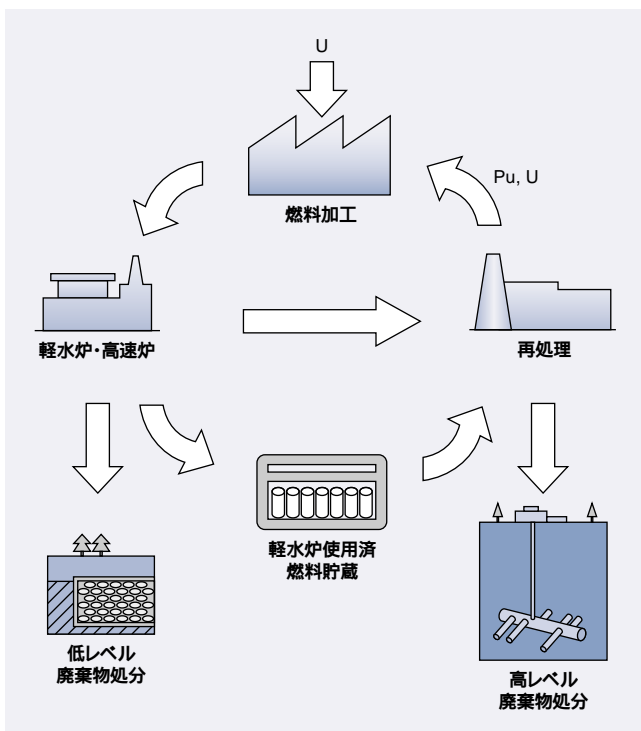 U
Pu, U
燃料加工
軽水炉・高速炉
再処理
軽水炉使用済
燃料貯蔵
低レベル
廃棄物処分
高レベル
廃棄物処分